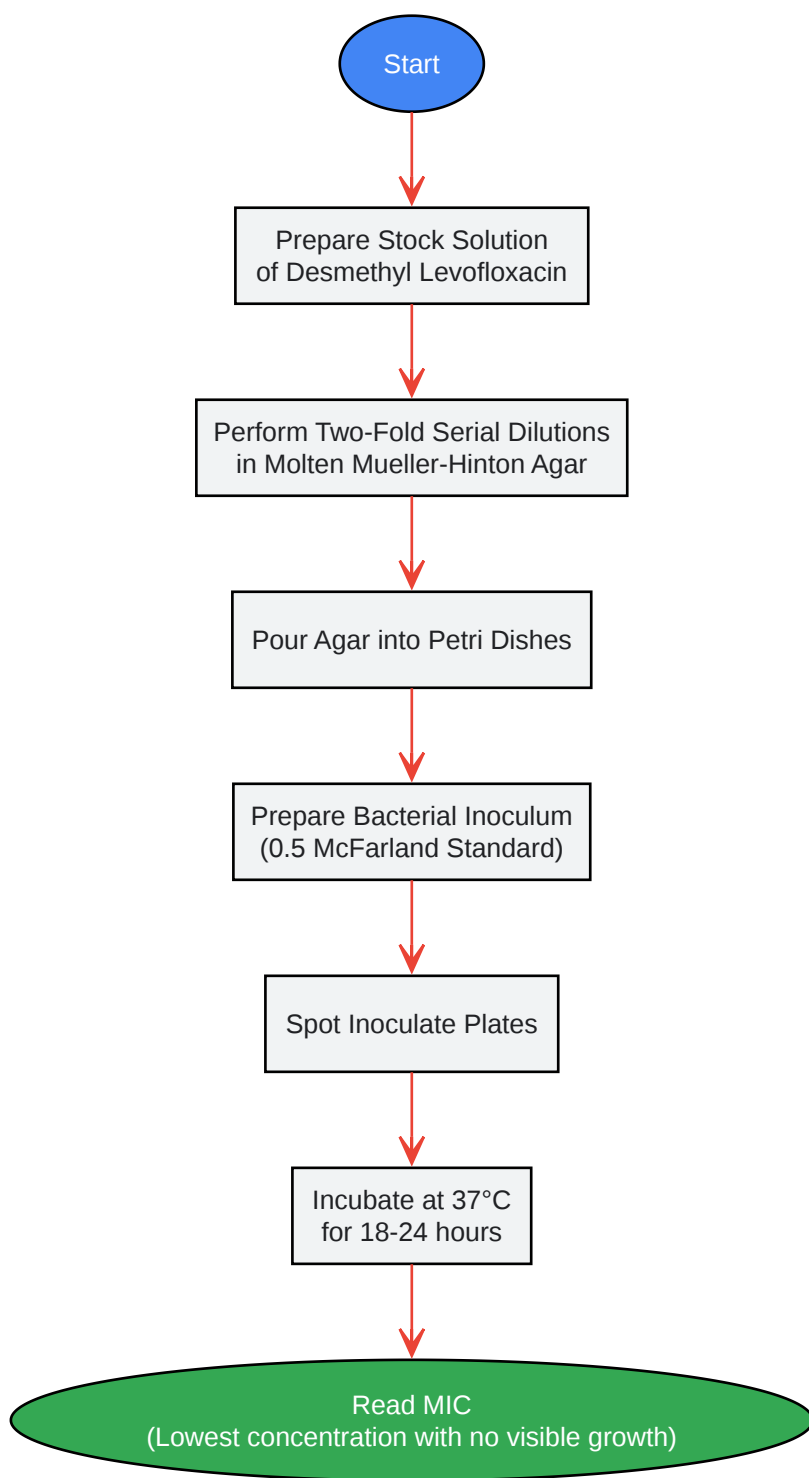 Start
Prepare Stock Solution
of Desmethyl Levofloxacin
Perform Two-Fold Serial Dilutions
in Molten Mueller-Hinton Agar
Pour Agar into Petri Dishes
Prepare Bacterial Inoculum
(0.5 McFarland Standard)
Spot Inoculate Plates
Incubate at 37°C
for 18-24 hours
Read MIC
(Lowest concentration with no visible growth)